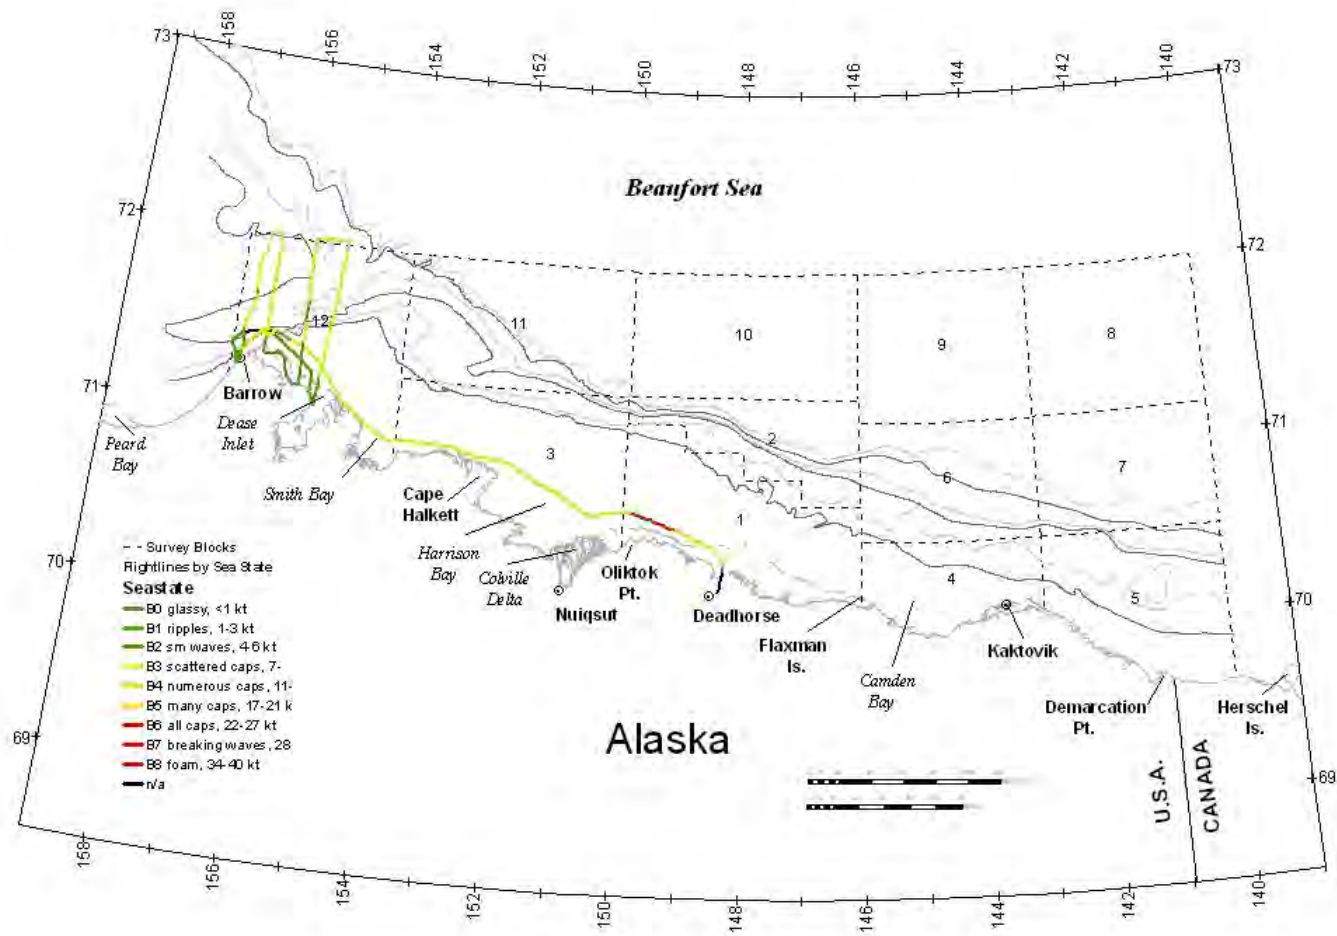 158
156
154
152
150
148
146
144
142
140
73
73
72
72
71
71
70
70
69
69
Beaufort Sea
11
10
9
8
12
Barrow
Dease
Inlet
Peard
Bay
2
7
6
3
Smith Bay
Cape
Halkett
1
Harrison
Bay
Colville
Delta
Oliktok
Pt.
4
5
Nuiqsut
Deadhorse
Flaxman
Is.
Kaktovik
Camden
Bay
Demarcation
Pt.
Herschel
Is.
Survey Blocks
Flightlines by Sea State
Seastate
B0 glassy, <1 kt
B1 ripples, 1-3 kt
B2 sm waves, 4-6 kt
B3 scattered caps, 7-
B4 numerous caps, 11-
B5 many caps, 17-21 k
B6 all caps, 22-27 kt
B7 breaking waves, 28
B8 foam, 34-40 kt
n/a
Alaska
U.S.A.
CANADA
158
156
154
152
150
148
146
144
142
140